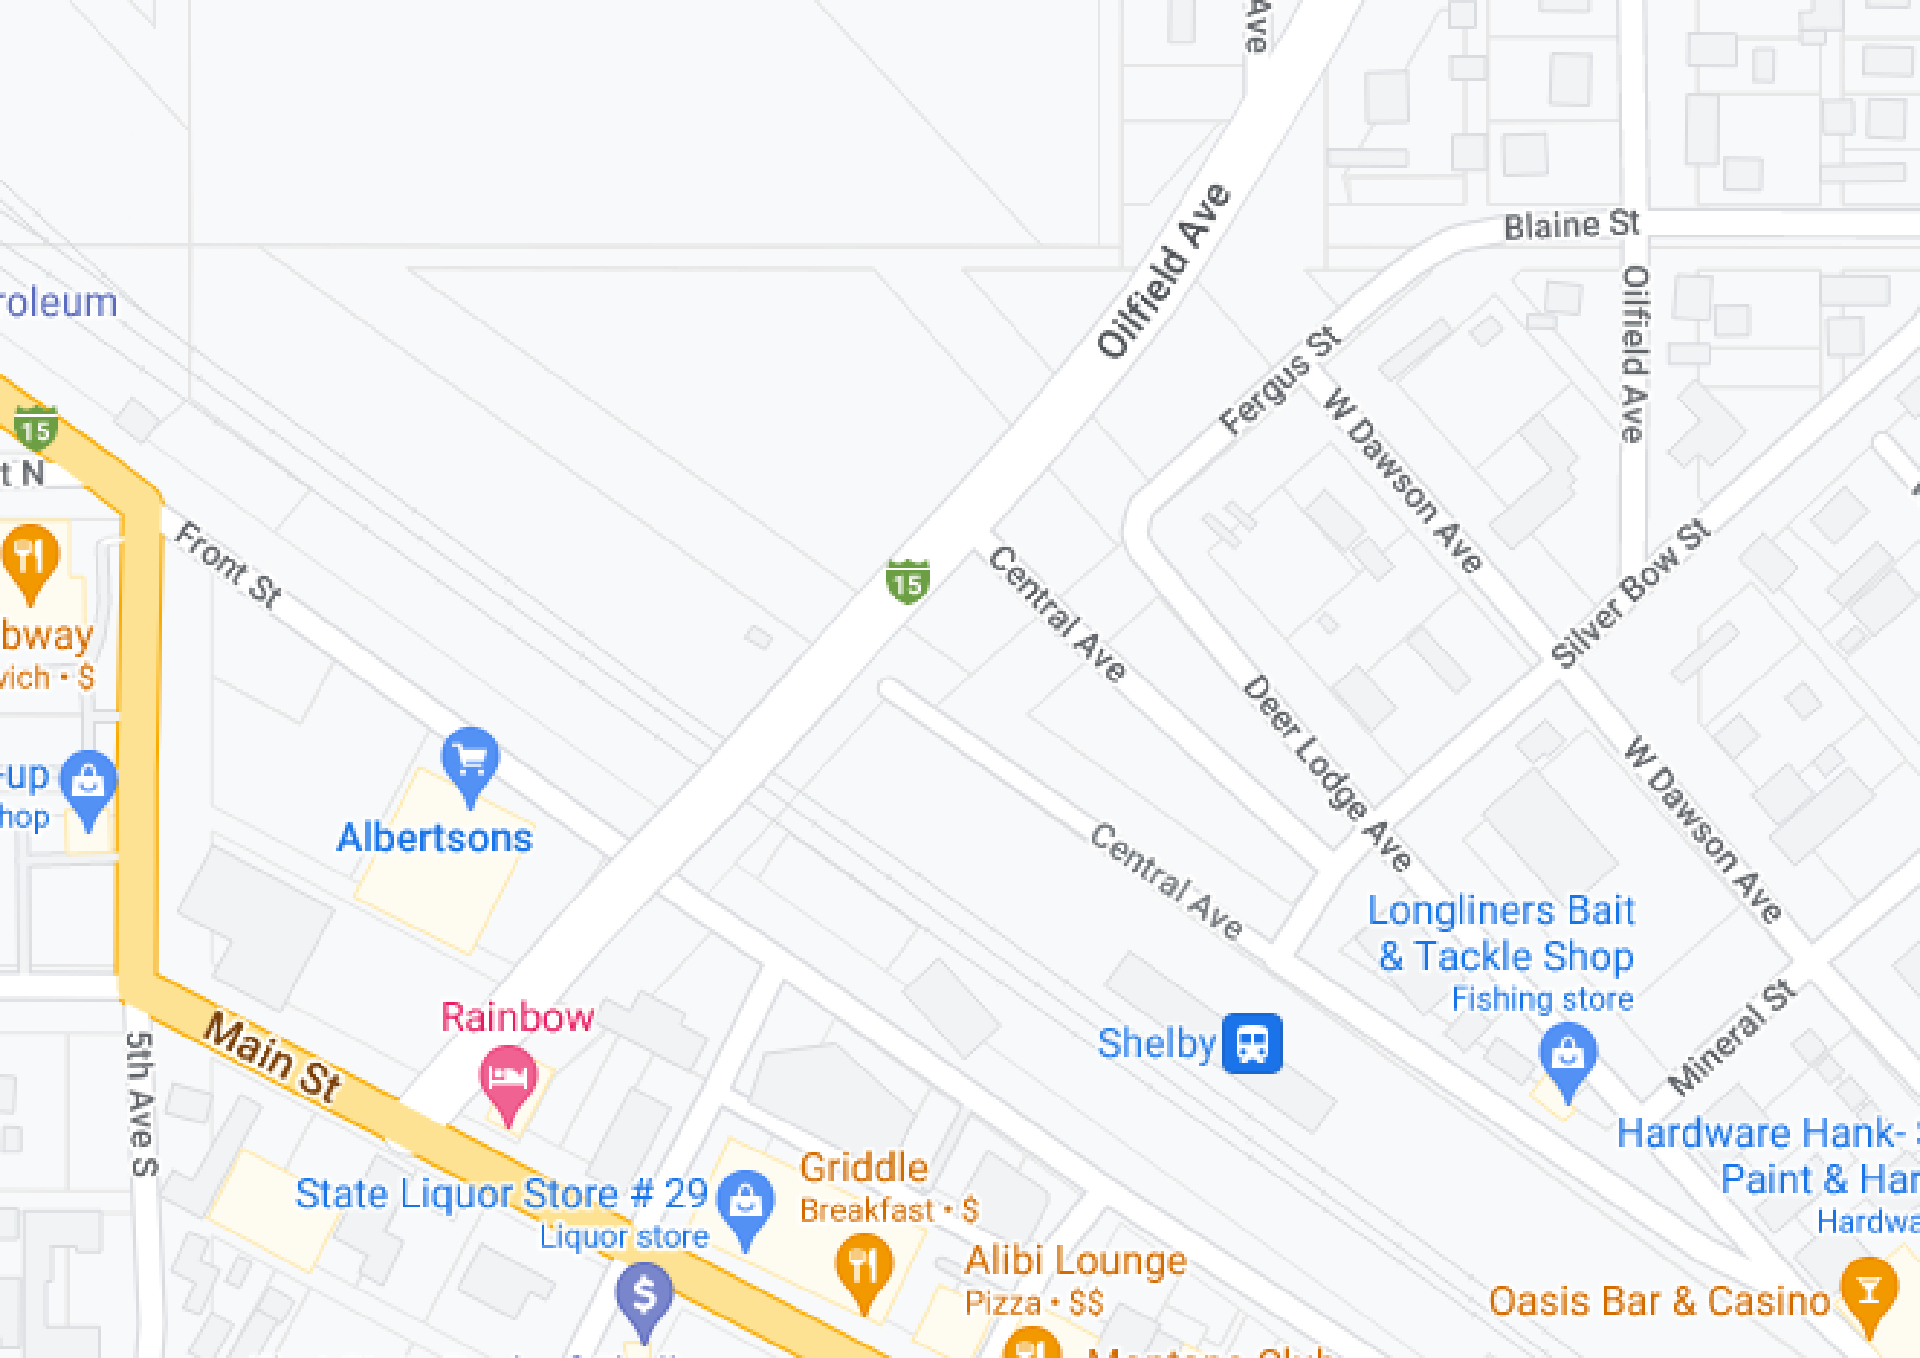 Ave
Oilfield Ave
Blaine St
Oilfield Ave
roleum
15
t N
Fergus St
W Dawson Ave
Front St
15
Central Ave
Silver Bow St
bway
vich • $
Deer Lodge Ave
W Dawson Ave
-up
hop
Albertsons
Central Ave
Longliners Bait
& Tackle Shop
Fishing store
Rainbow
Main St
5th Ave S
Shelby
Mineral St
Hardware Hank- S
Paint & Har
Hardwa
Griddle
Breakfast • $
State Liquor Store # 29
Liquor store
$
Alibi Lounge
Pizza • $$
Oasis Bar & Casino